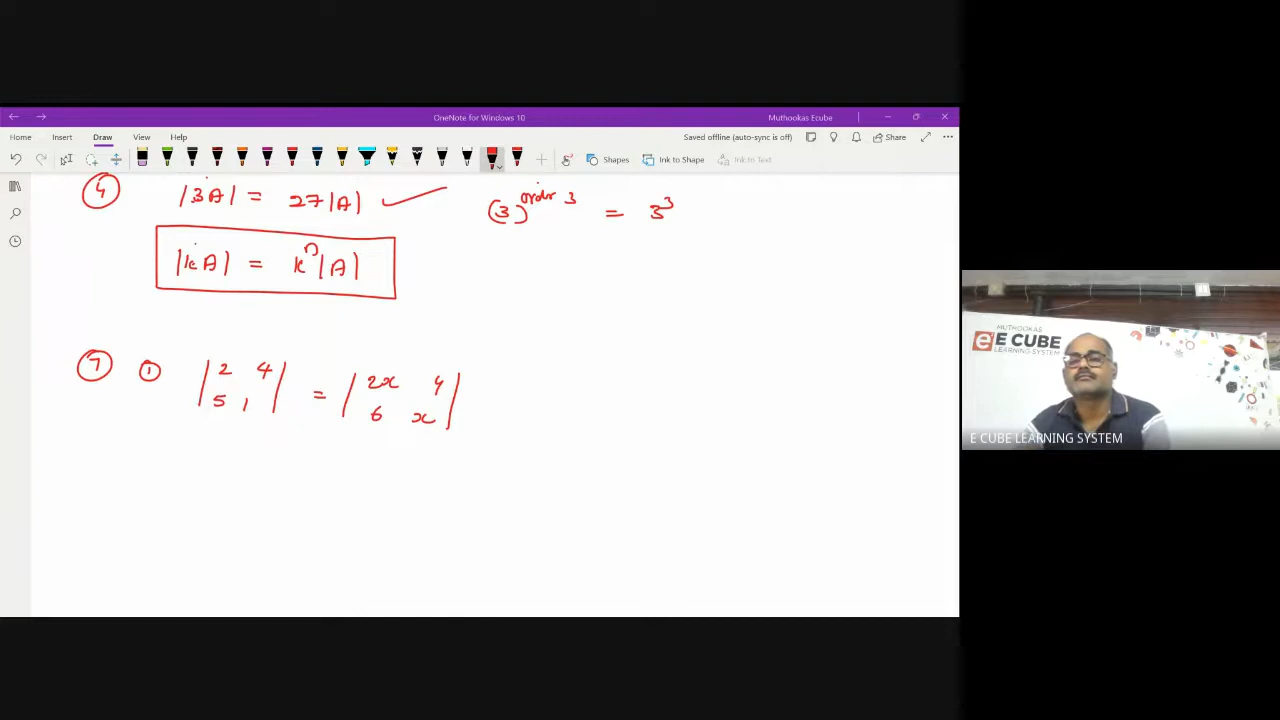 OneNote for Windows 10
Muthookas Ecube
Home Insert Draw View Help
Saved offline (auto-sync is off)
Share
Shapes
Ink to Shape
Ink to Text
④ |3A| = 27|A|
(3)^order 3 = 3^3
|kA| = k^n|A|
⑦ ① |2 4| = |2x 4|
|5 1| |6 x|
MUTHOOKAS
e E CUBE
LEARNING SYSTEM
E CUBE LEARNING SYSTEM